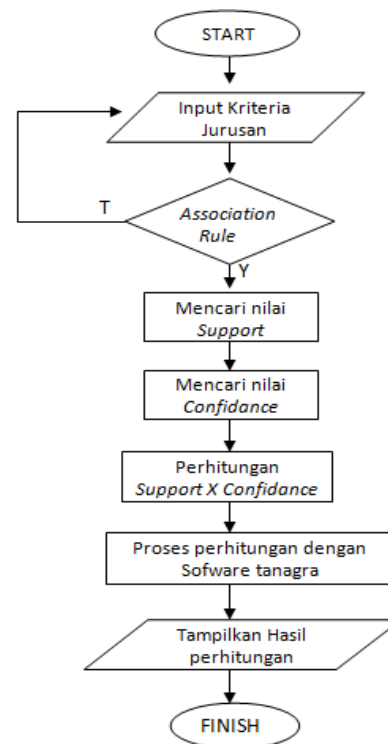 START
Input Kriteria
Jurusan
T
Association
Rule
Y
Mencari nilai
Support
Mencari nilai
Confidance
Perhitungan
Support X Confidance
Proses perhitungan dengan
Sofware tanagra
Tampilkan Hasil
perhitungan
FINISH